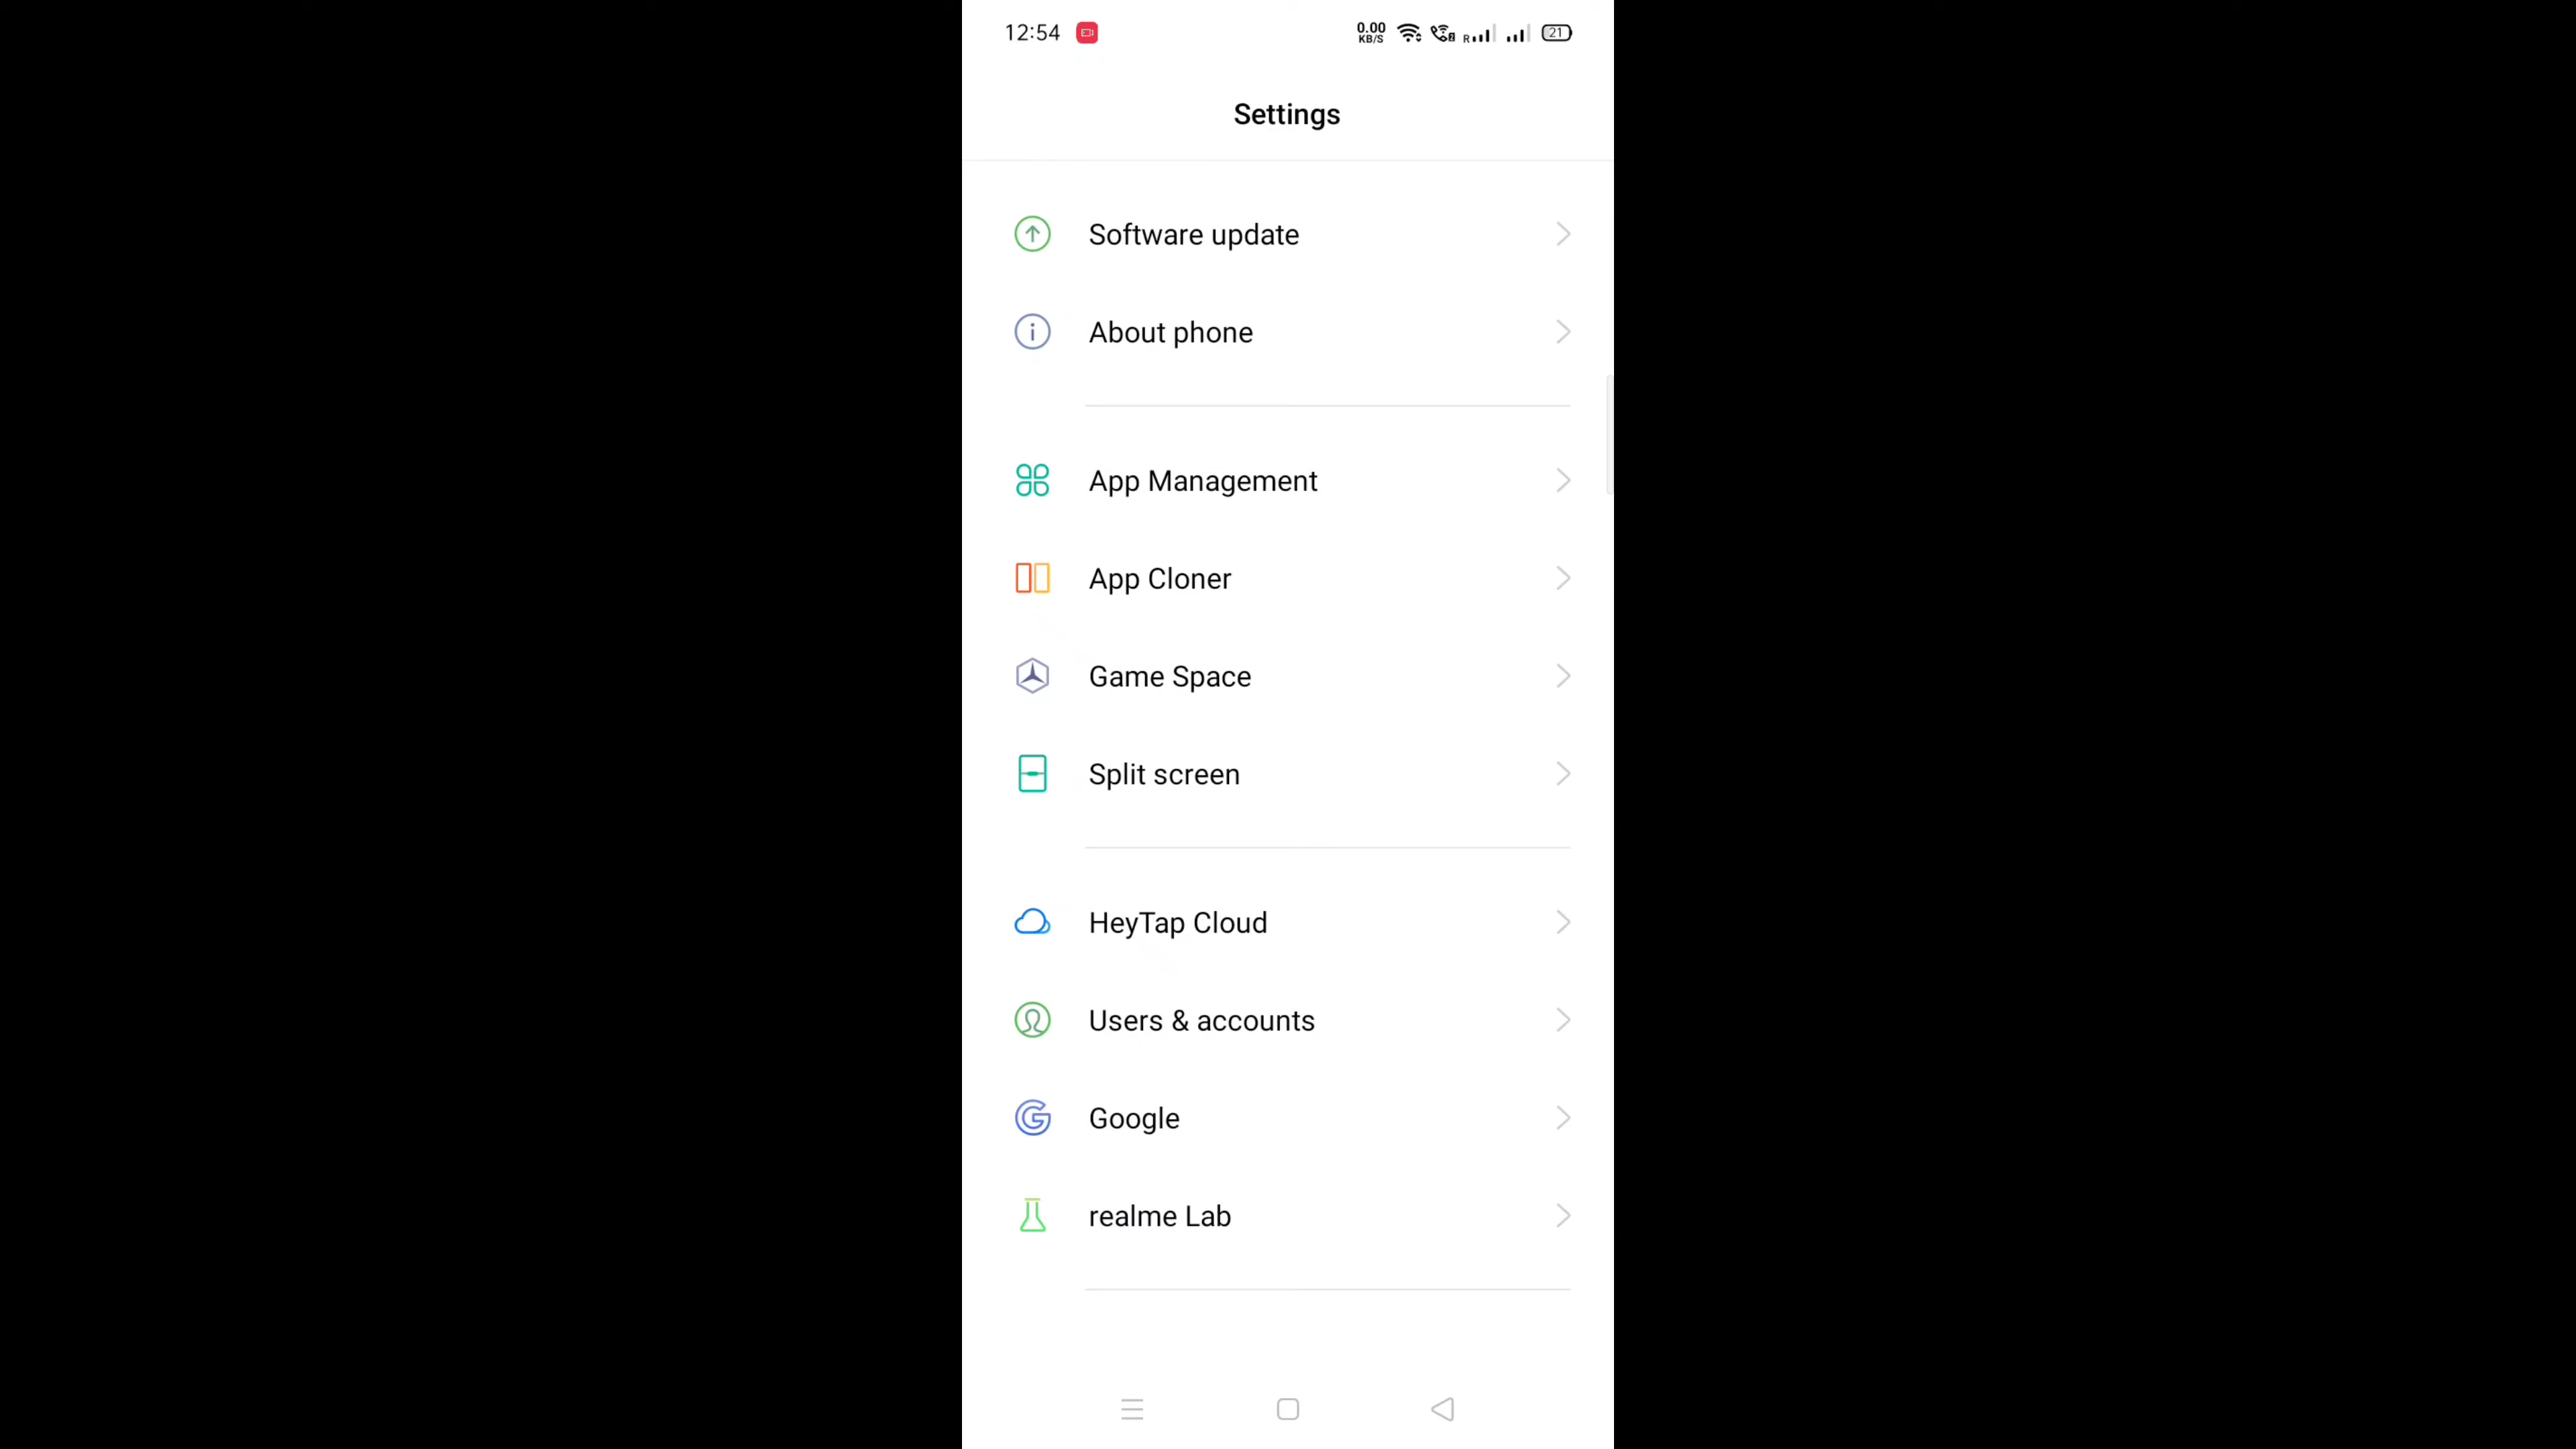 12:54 0.00 KB/S R 21
Settings
Software update
About phone
App Management
App Cloner
Game Space
Split screen
HeyTap Cloud
Users & accounts
Google
realme Lab